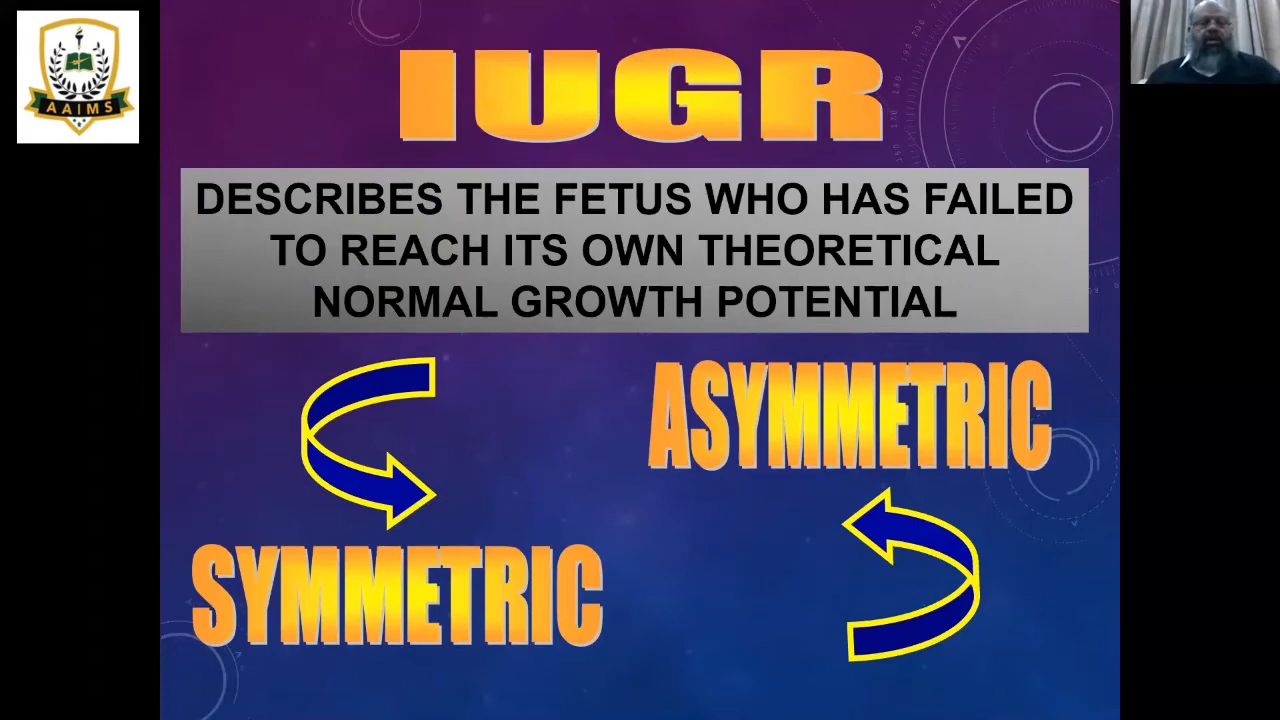 AAIMS
IUGR
DESCRIBES THE FETUS WHO HAS FAILED
TO REACH ITS OWN THEORETICAL
NORMAL GROWTH POTENTIAL
ASYMMETRIC
SYMMETRIC